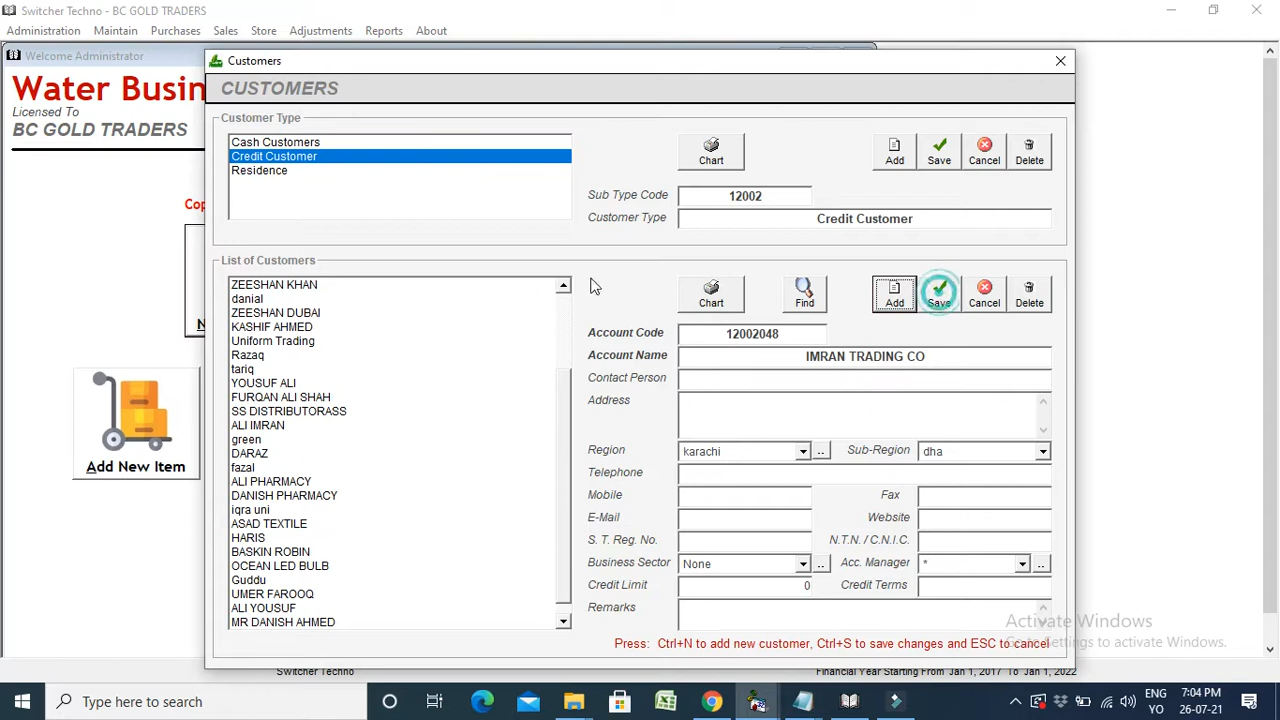 Switcher Techno - BC GOLD TRADERS
Administration Maintain Purchases Sales Store Adjustments Reports About
Welcome Administrator
Water Busin
Licensed To
BC GOLD TRADERS
Cop
N
Add New Item
Customers
CUSTOMERS
Customer Type
Cash Customers
Credit Customer
Residence
Chart Add Save Cancel Delete
Sub Type Code 12002
Customer Type Credit Customer
List of Customers
ZEESHAN KHAN
danial
ZEESHAN DUBAI
KASHIF AHMED
Uniform Trading
Razaq
tariq
YOUSUF ALI
FURQAN ALI SHAH
SS DISTRIBUTORASS
ALI IMRAN
green
DARAZ
fazal
ALI PHARMACY
DANISH PHARMACY
iqra uni
ASAD TEXTILE
HARIS
BASKIN ROBIN
OCEAN LED BULB
Guddu
UMER FAROOQ
ALI YOUSUF
MR DANISH AHMED
Chart Find Add Save Cancel Delete
Account Code 12002048
Account Name IMRAN TRADING CO
Contact Person
Address
Region karachi .. Sub-Region dha
Telephone
Mobile Fax
E-Mail Website
S. T. Reg. No. N.T.N. / C.N.I.C.
Business Sector None .. Acc. Manager * ..
Credit Limit 0 Credit Terms
Remarks
Press: Ctrl+N to add new customer, Ctrl+S to save changes and ESC to cancel
Activate Windows
Go to Settings to activate Windows.
Switcher Techno Financial Year Starting From Jan 1, 2017 To Jan 1, 2022
Type here to search
ENG
YO
7:04 PM
26-07-21